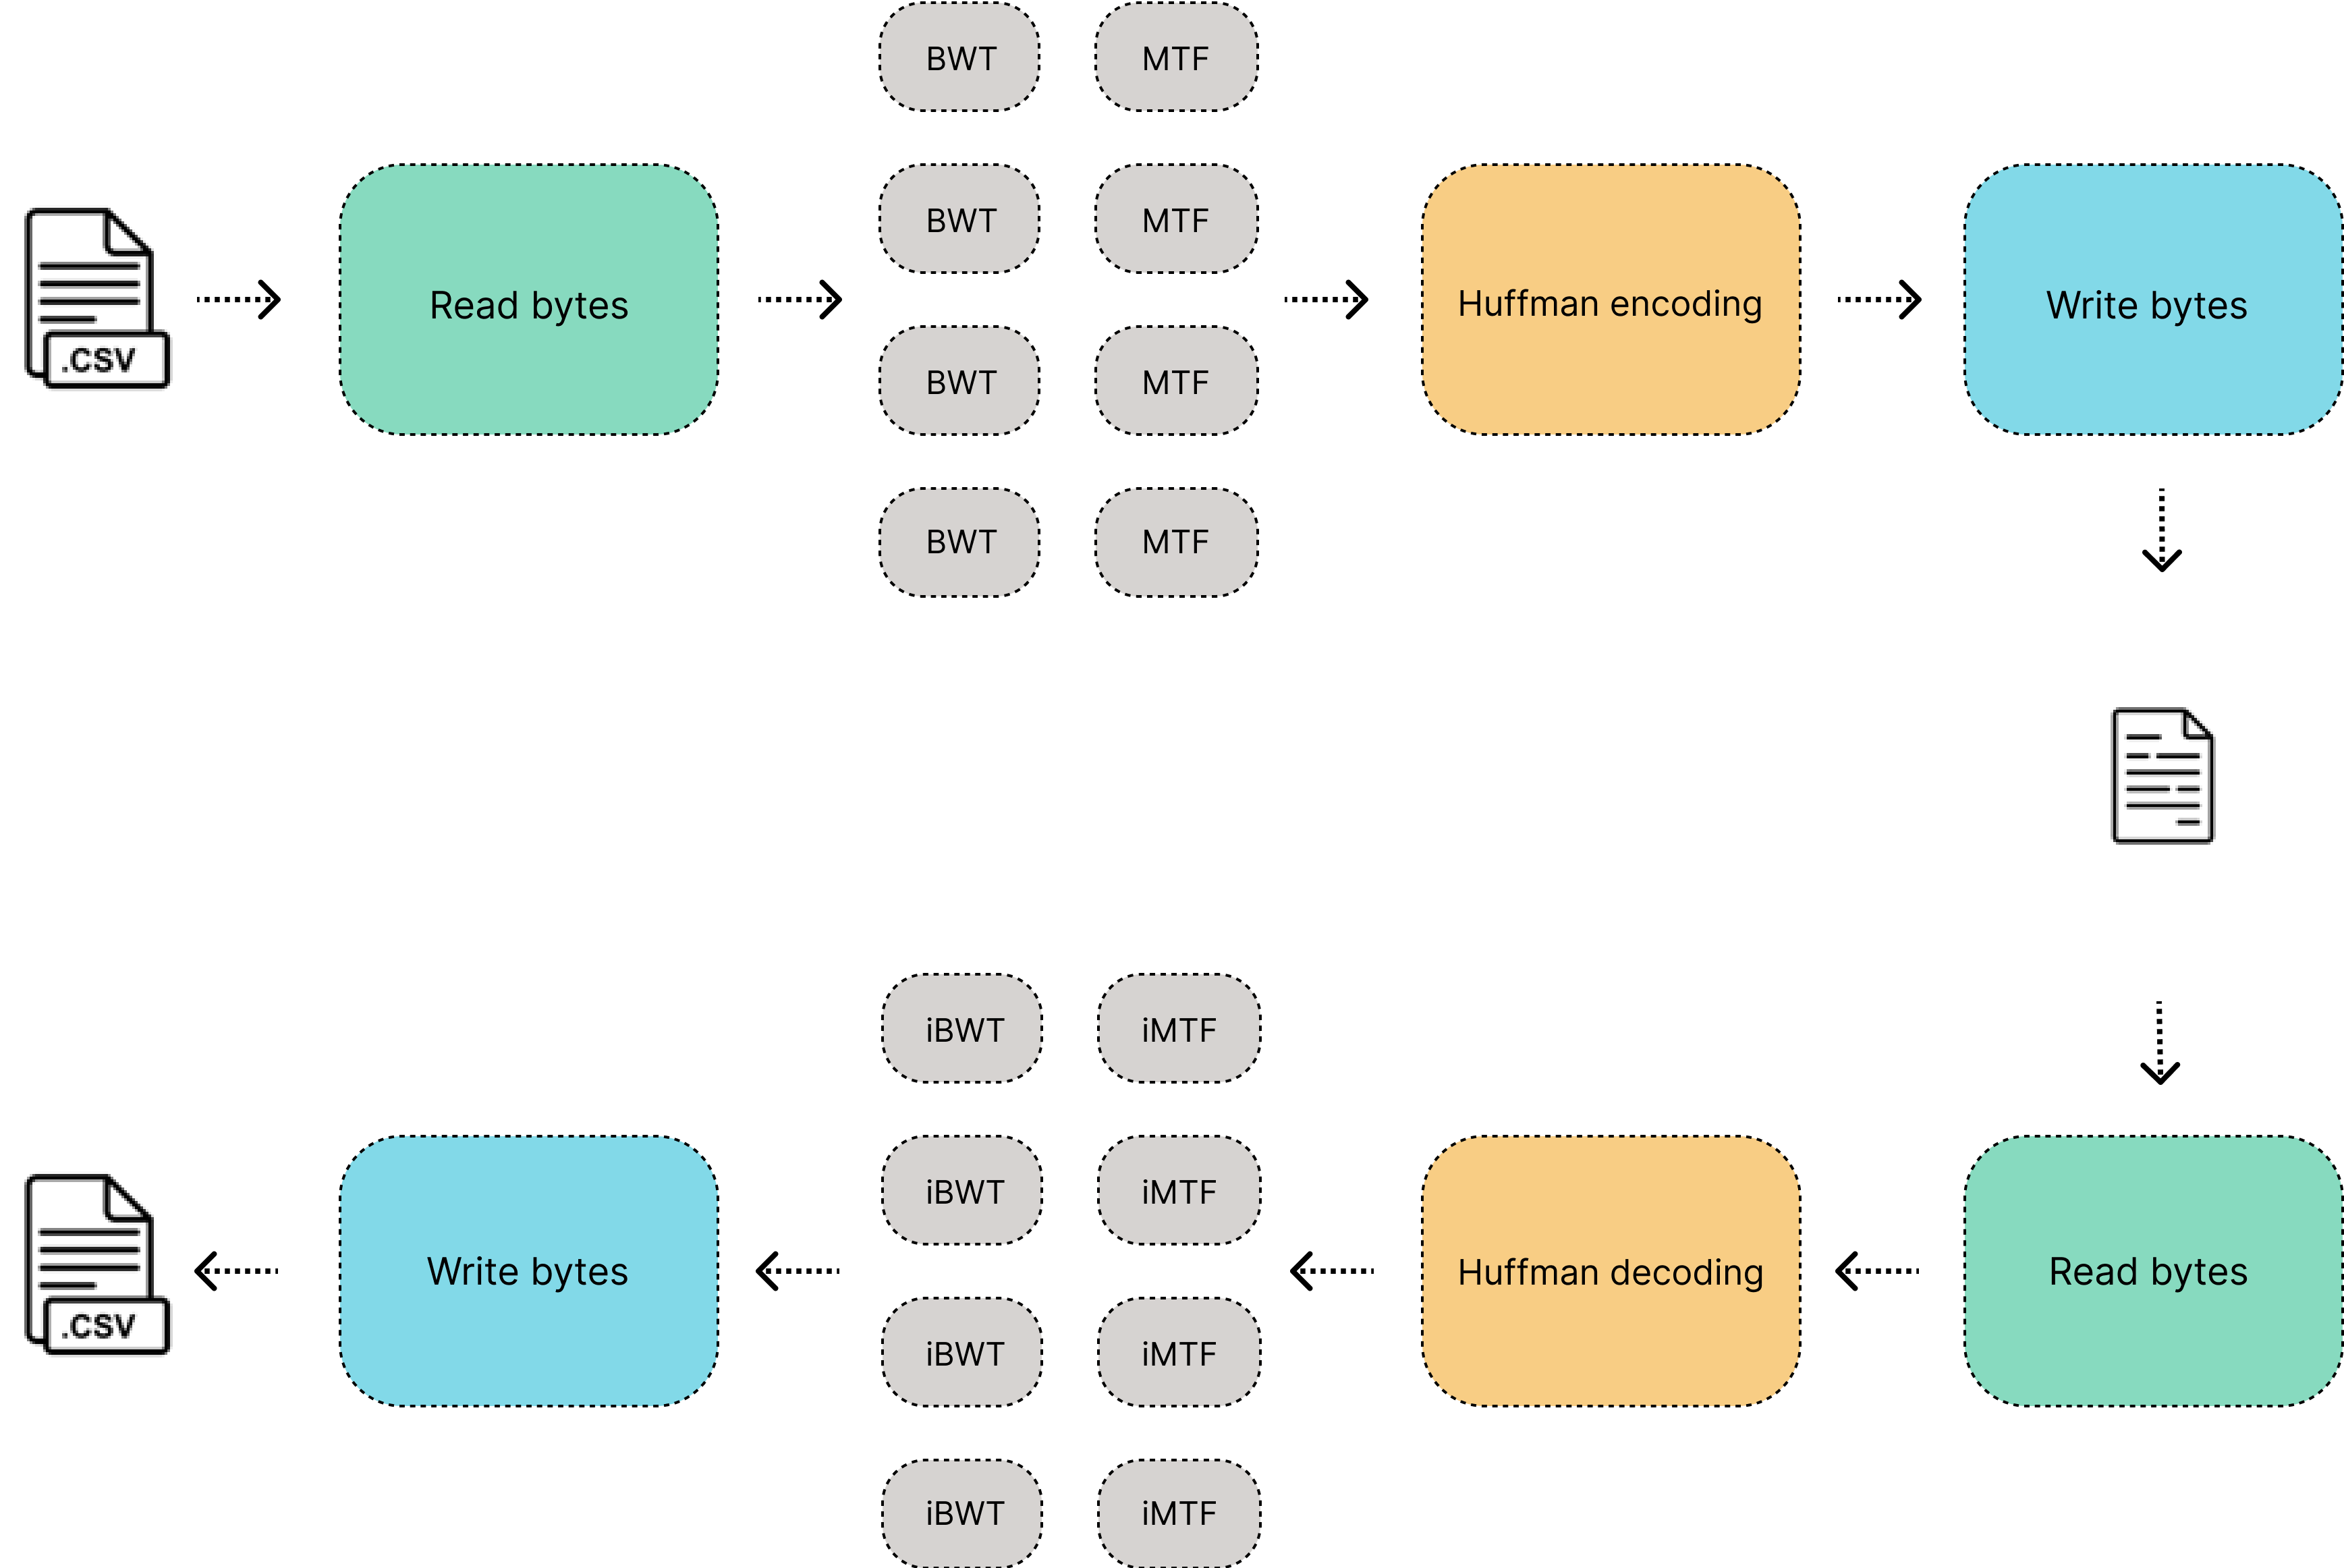 BWT MTF
BWT MTF
.CSV
Read bytes
Huffman encoding
Write bytes
BWT MTF
BWT MTF
iBWT iMTF
iBWT iMTF
.CSV
Write bytes
Huffman decoding
Read bytes
iBWT iMTF
iBWT iMTF